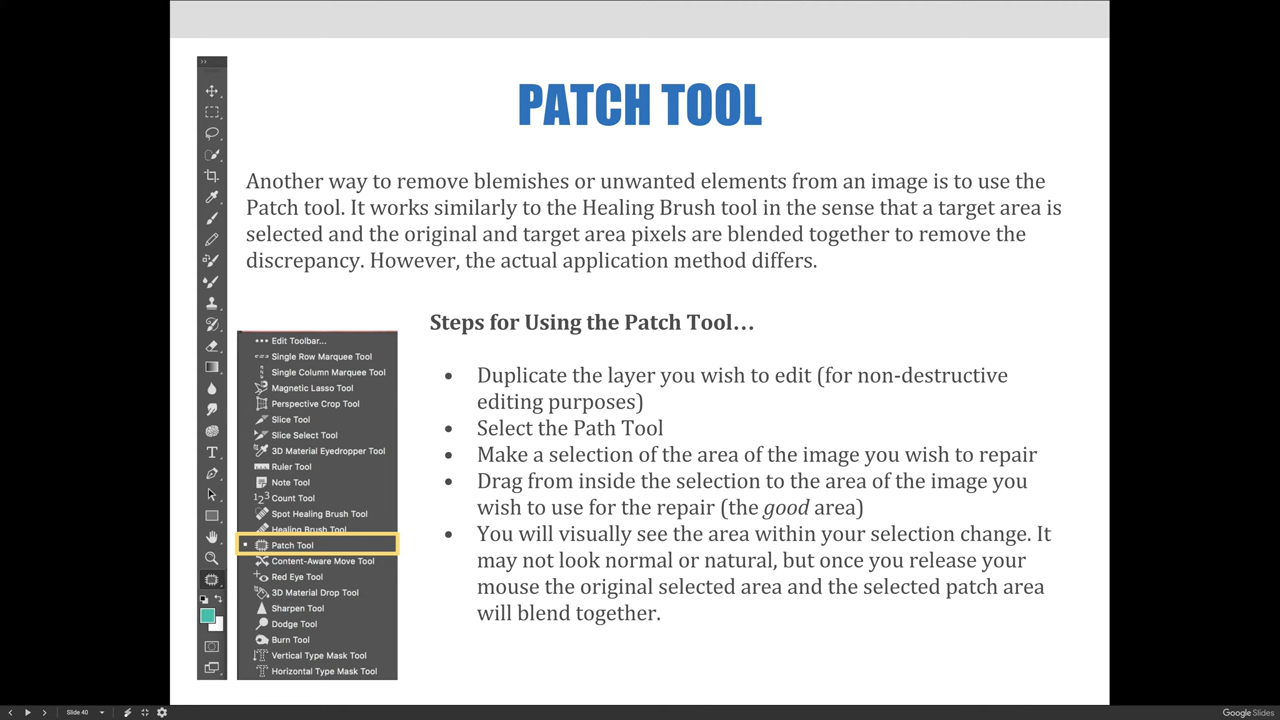 PATCH TOOL
Another way to remove blemishes or unwanted elements from an image is to use the
Patch tool. It works similarly to the Healing Brush tool in the sense that a target area is
selected and the original and target area pixels are blended together to remove the
discrepancy. However, the actual application method differs.
Steps for Using the Patch Tool…
• Duplicate the layer you wish to edit (for non-destructive
editing purposes)
• Select the Path Tool
• Make a selection of the area of the image you wish to repair
• Drag from inside the selection to the area of the image you
wish to use for the repair (the good area)
• You will visually see the area within your selection change. It
may not look normal or natural, but once you release your
mouse the original selected area and the selected patch area
will blend together.
Edit Toolbar...
Single Row Marquee Tool
Single Column Marquee Tool
Magnetic Lasso Tool
Perspective Crop Tool
Slice Tool
Slice Select Tool
3D Material Eyedropper Tool
Ruler Tool
Note Tool
Count Tool
Spot Healing Brush Tool
Healing Brush Tool
Patch Tool
Content-Aware Move Tool
Red Eye Tool
3D Material Drop Tool
Sharpen Tool
Dodge Tool
Burn Tool
Vertical Type Mask Tool
Horizontal Type Mask Tool
Slide 40
Google Slides